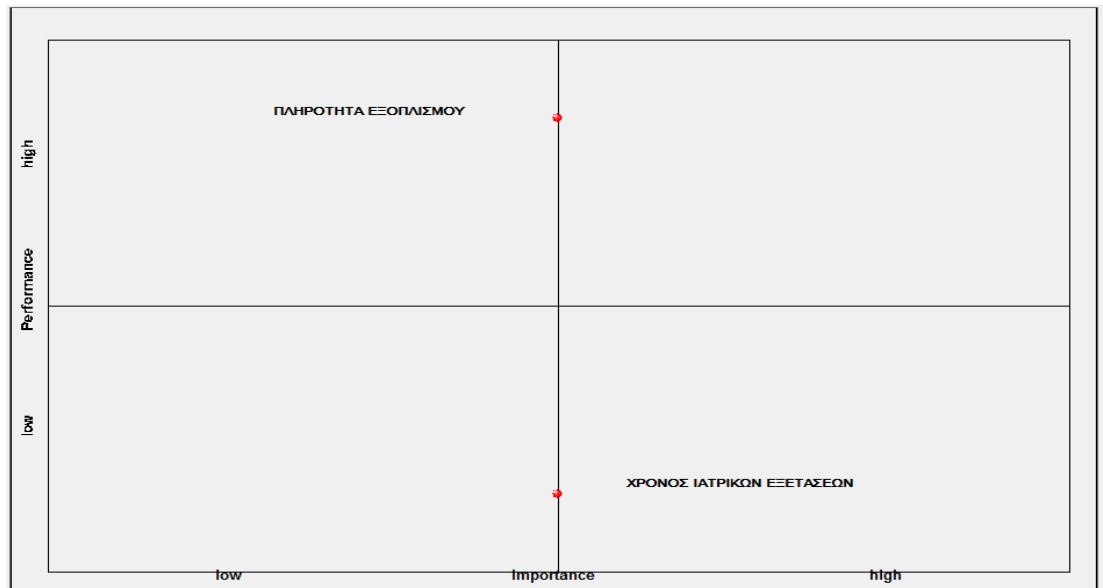 ΠΛΗΡΟΤΗΤΑ ΕΞΟΠΛΙΣΜΟΥ
high
Performance
low
ΧΡΟΝΟΣ ΙΑΤΡΙΚΩΝ ΕΞΕΤΑΣΕΩΝ
low
Importance
high